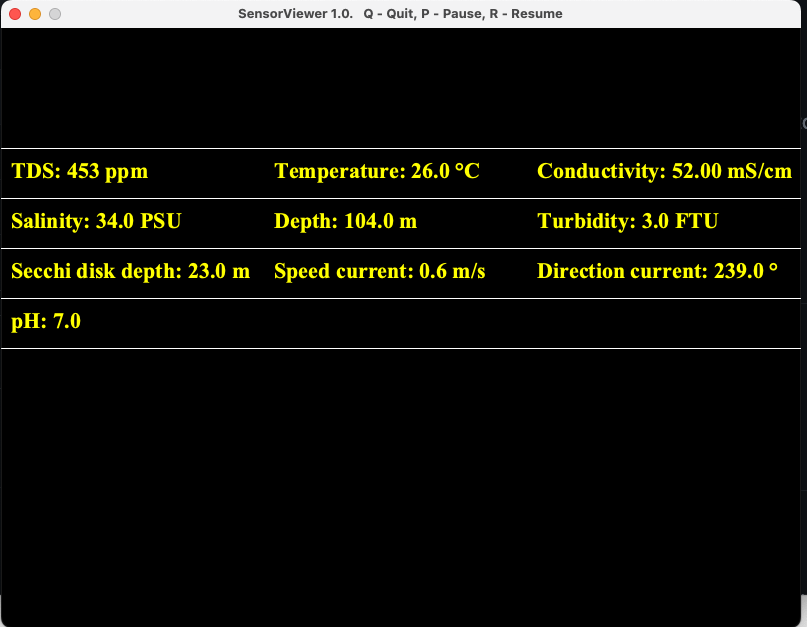 SensorViewer 1.0. Q - Quit, P - Pause, R - Resume
TDS: 453 ppm Temperature: 26.0 °C Conductivity: 52.00 mS/cm
Salinity: 34.0 PSU Depth: 104.0 m Turbidity: 3.0 FTU
Secchi disk depth: 23.0 m Speed current: 0.6 m/s Direction current: 239.0 °
pH: 7.0